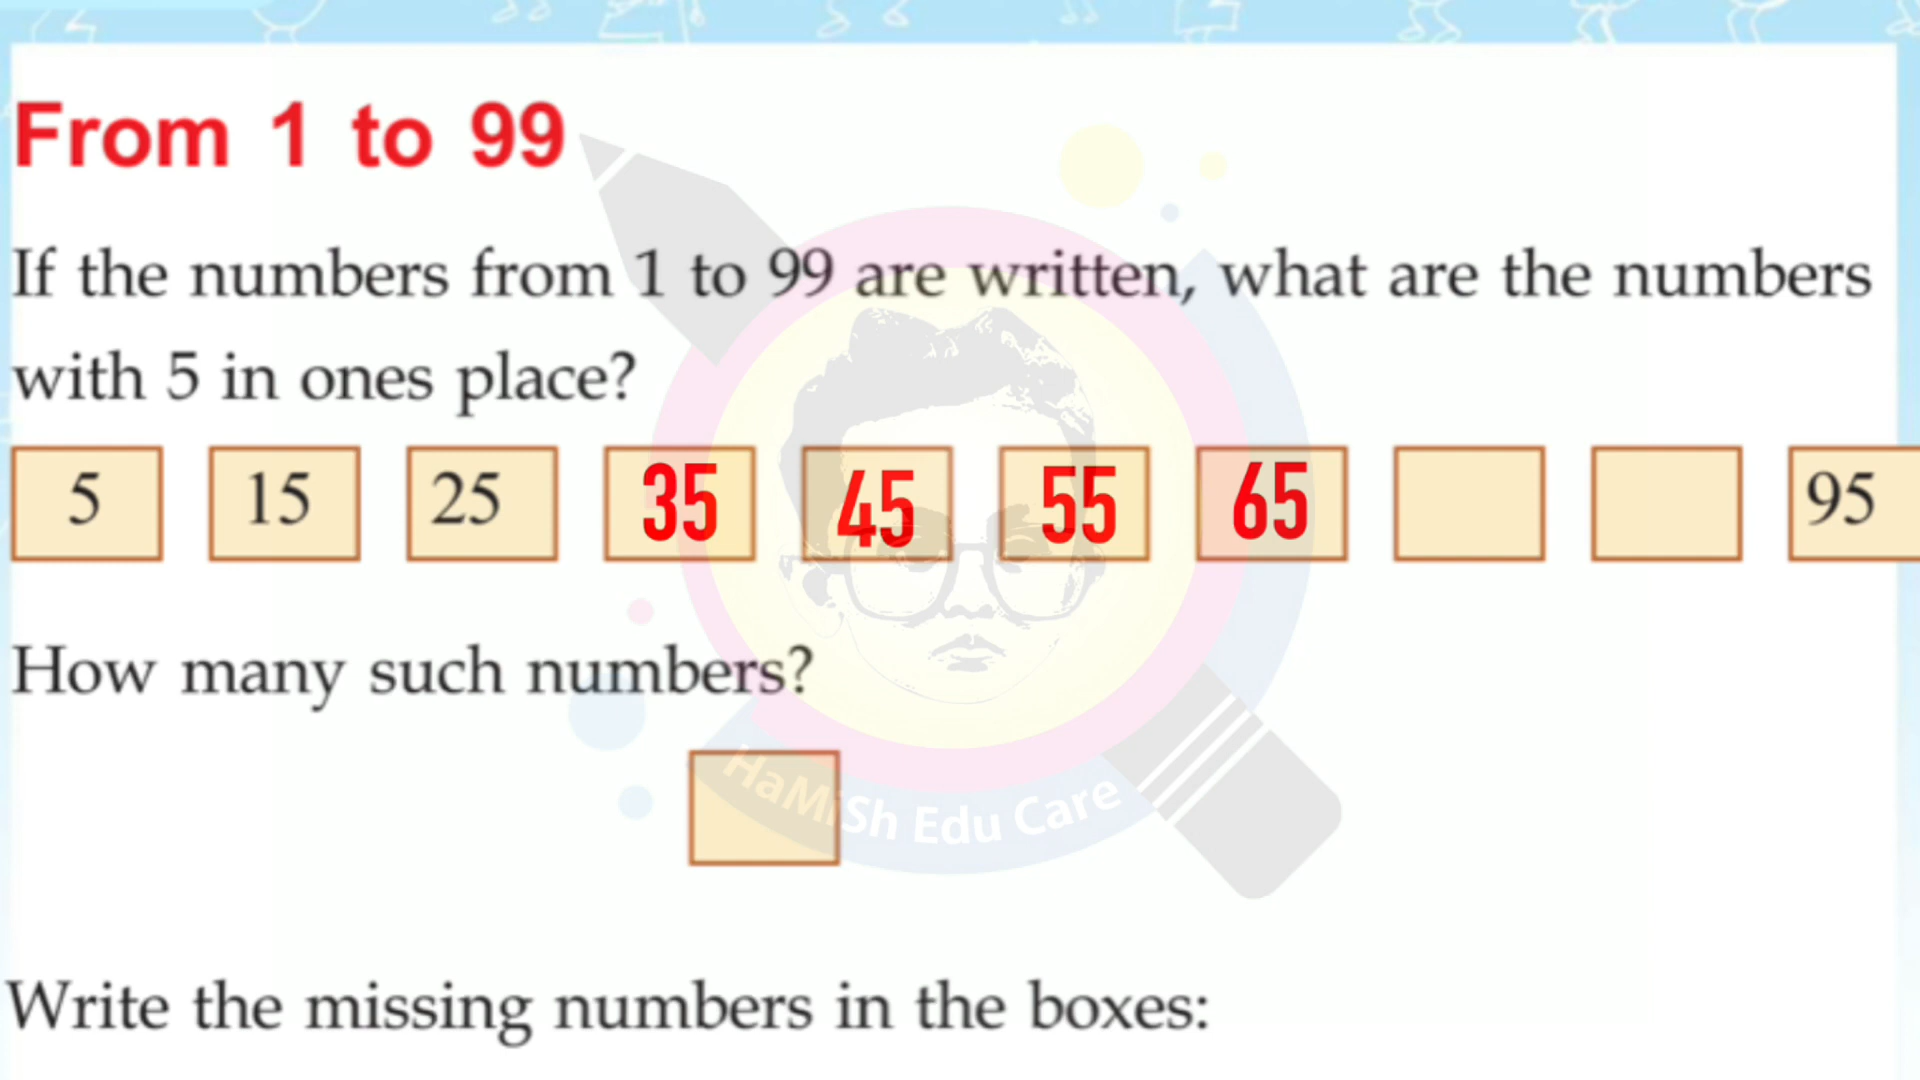 From 1 to 99
If the numbers from 1 to 99 are written, what are the numbers
with 5 in ones place?
5 15 25 35 45 55 65 95
How many such numbers?
HaMiSh Edu Care
Write the missing numbers in the boxes: